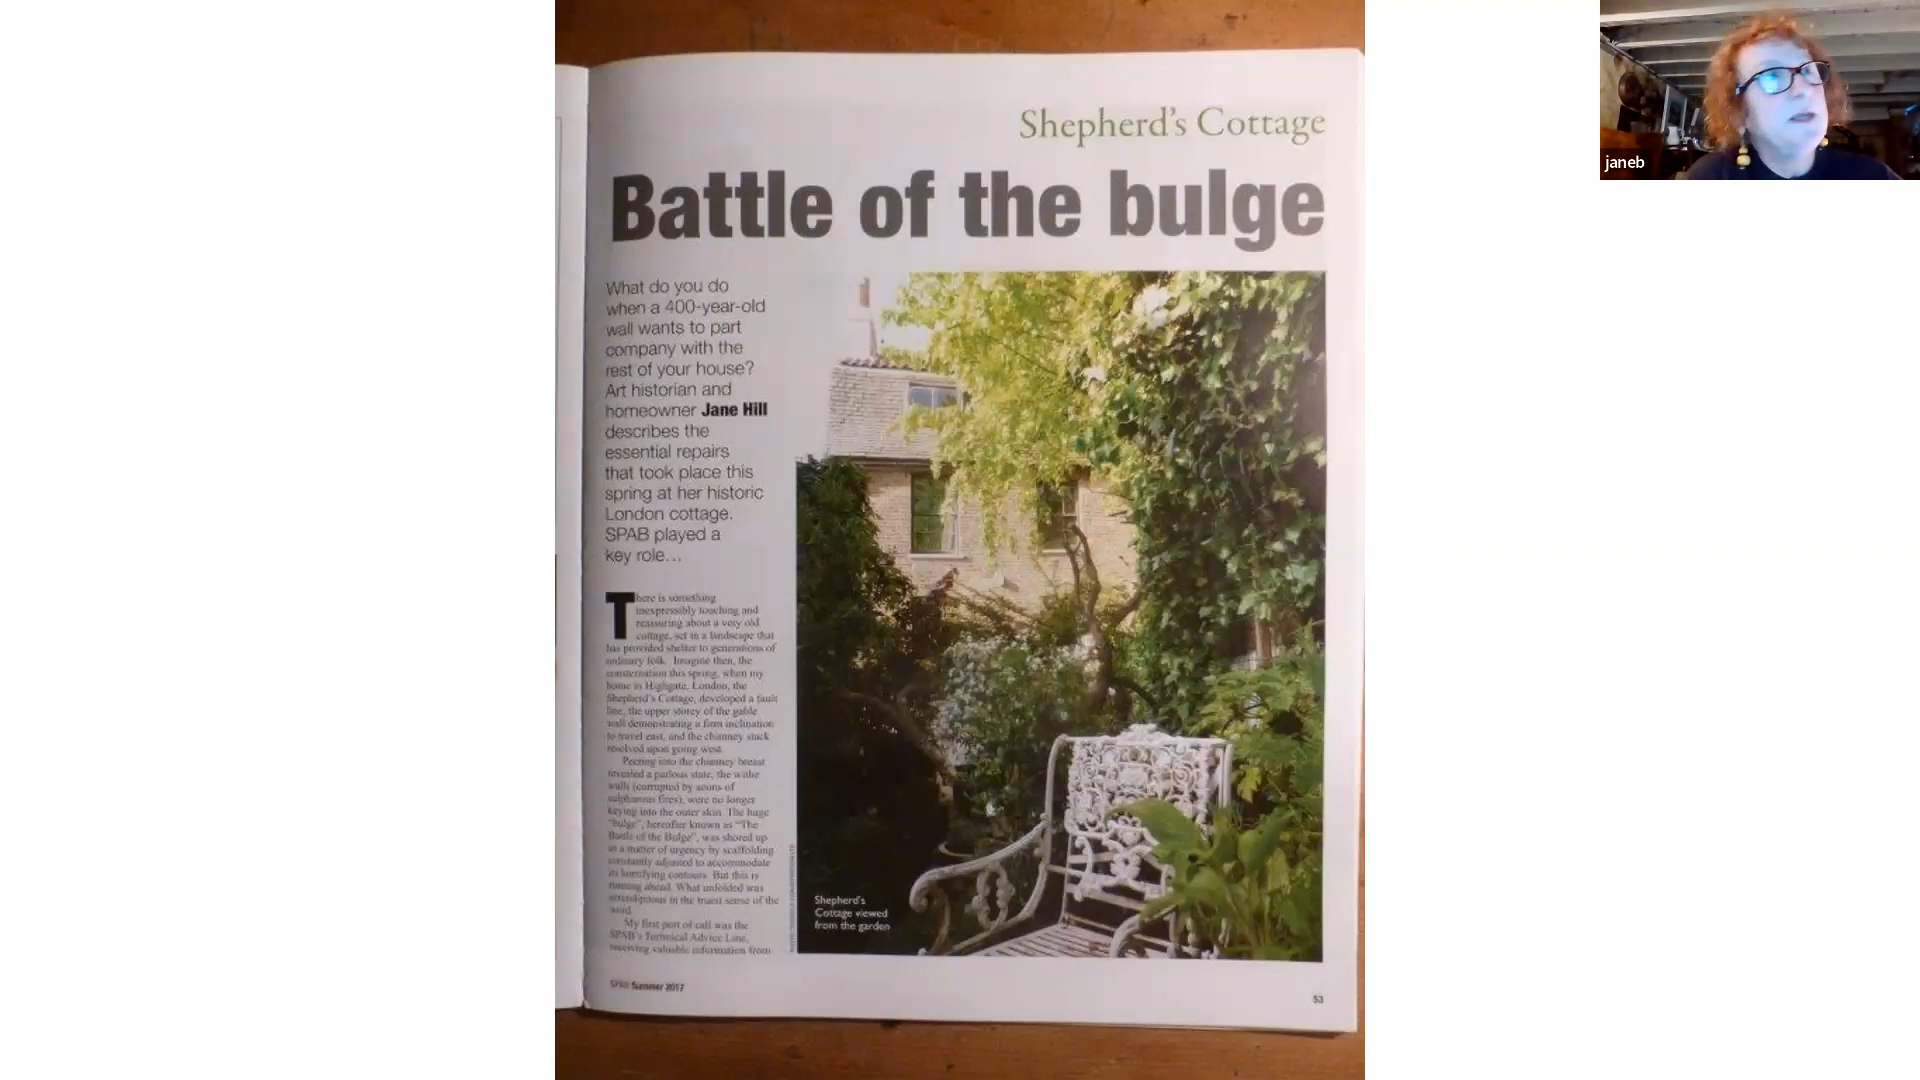 Shepherd's Cottage
Battle of the bulge
What do you do
when a 400-year-old
wall wants to part
company with the
rest of your house?
Art historian and
homeowner Jane Hill
describes the
essential repairs
that took place this
spring at her historic
London cottage.
SPAB played a
key role…
There is something
inexpressibly touching and
reassuring about a very old
cottage, set in a landscape that
has provided shelter to generations of
ordinary folk. Imagine then, the
consternation this spring, when my
home in Highgate, London, the
Shepherd's Cottage, developed a fault
line, the upper storey of the gable
wall demonstrating a firm inclination
to travel east, and the chimney stack
resolved upon going west.
Peering into the chimney breast
revealed a parlous state, the withe
walls (corrupted by aeons of
sulphurous fires), were no longer
keying into the outer skin. The huge
"bulge", hereafter known as "The
Battle of the Bulge", was shored up
as a matter of urgency by scaffolding
constantly adjusted to accommodate
its horrifying contours. But this is
running ahead. What unfolded was
serendipitous in the truest sense of the
word.
My first port of call was the
SPAB's Technical Advice Line,
receiving valuable information from
Shepherd's
Cottage viewed
from the garden
SPAB Summer 2017
53
janeb